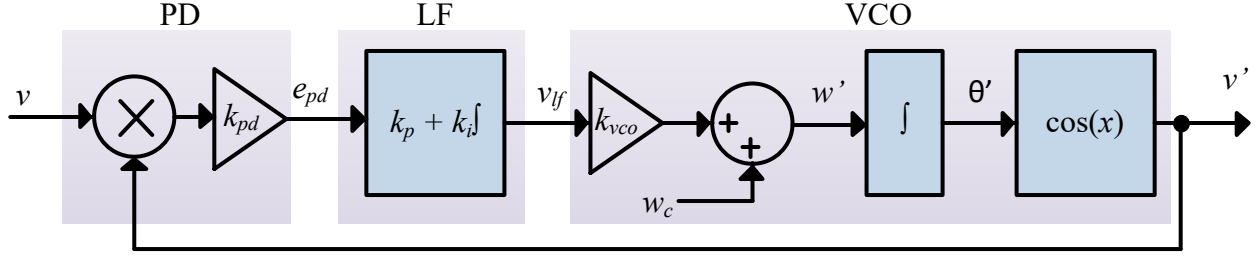 PD LF VCO
v k_pd e_pd k_p + k_i∫ v_lf k_vco + + w' ∫ θ' cos(x) v'
w_c